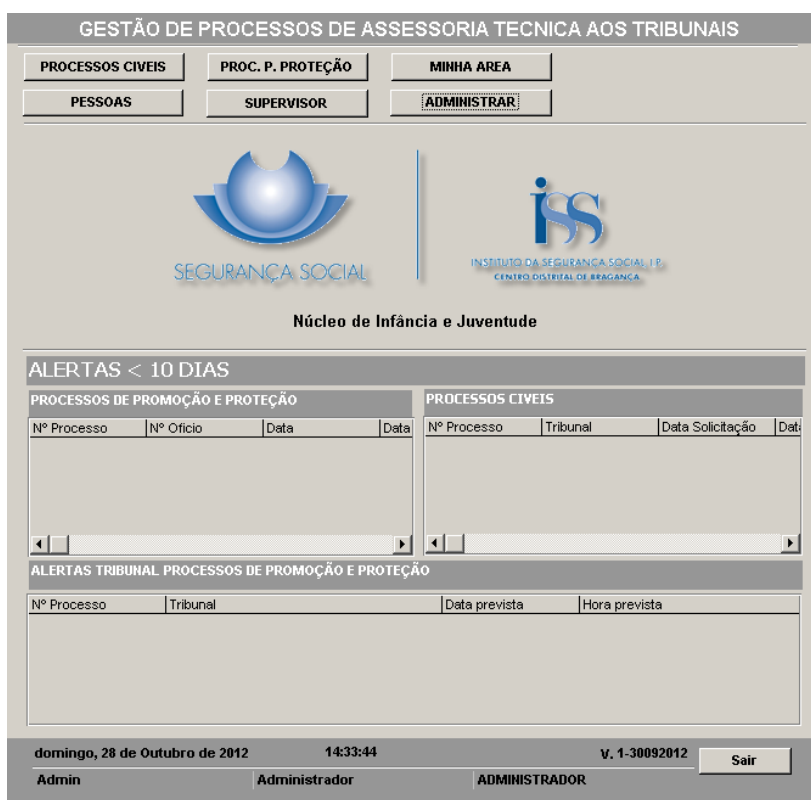 GESTÃO DE PROCESSOS DE ASSESSORIA TECNICA AOS TRIBUNAIS
PROCESSOS CIVEIS PROC. P. PROTEÇÃO MINHA AREA
PESSOAS SUPERVISOR ADMINISTRAR
SEGURANÇA SOCIAL
ISS
INSTITUTO DA SEGURANÇA SOCIAL, I.P.
CENTRO DISTRITAL DE BRAGANÇA
Núcleo de Infância e Juventude
ALERTAS < 10 DIAS
PROCESSOS DE PROMOÇÃO E PROTEÇÃO
Nº Processo Nº Oficio Data Data
PROCESSOS CIVEIS
Nº Processo Tribunal Data Solicitação Data
ALERTAS TRIBUNAL PROCESSOS DE PROMOÇÃO E PROTEÇÃO
Nº Processo Tribunal Data prevista Hora prevista
domingo, 28 de Outubro de 2012 14:33:44 V. 1-30092012 Sair
Admin Administrador ADMINISTRADOR